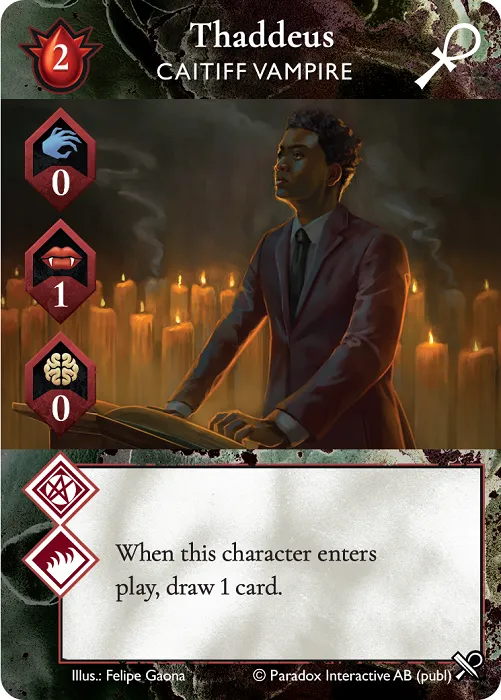 2
Thaddeus
CAITIFF VAMPIRE
0
1
0
When this character enters
play, draw 1 card.
Illus.: Felipe Gaona
© Paradox Interactive AB (publ)